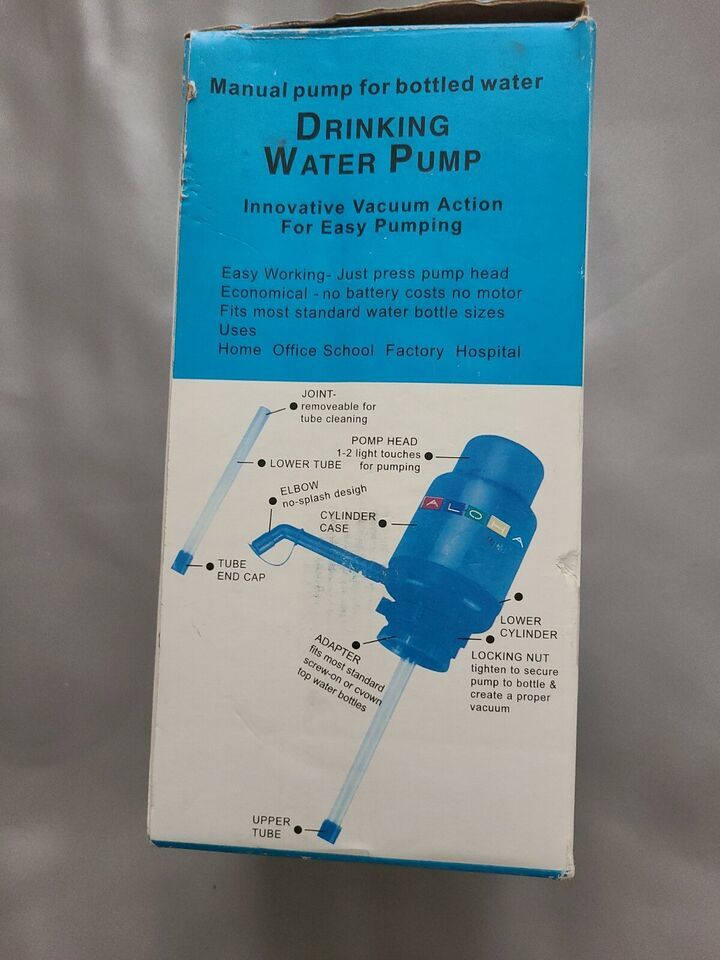 Manual pump for bottled water
DRINKING
WATER PUMP
Innovative Vacuum Action
For Easy Pumping
Easy Working- Just press pump head
Economical - no battery costs no motor
Fits most standard water bottle sizes
Uses
Home Office School Factory Hospital
JOINT-
removeable for
tube cleaning
POMP HEAD
1-2 light touches
for pumping
LOWER TUBE
ELBOW
no-splash desigh
CYLINDER
CASE
ALOHA
TUBE
END CAP
LOWER
CYLINDER
ADAPTER
fits most standard
screw-on or cvown
top water bottles
LOCKING NUT
tighten to secure
pump to bottle &
create a proper
vacuum
UPPER
TUBE